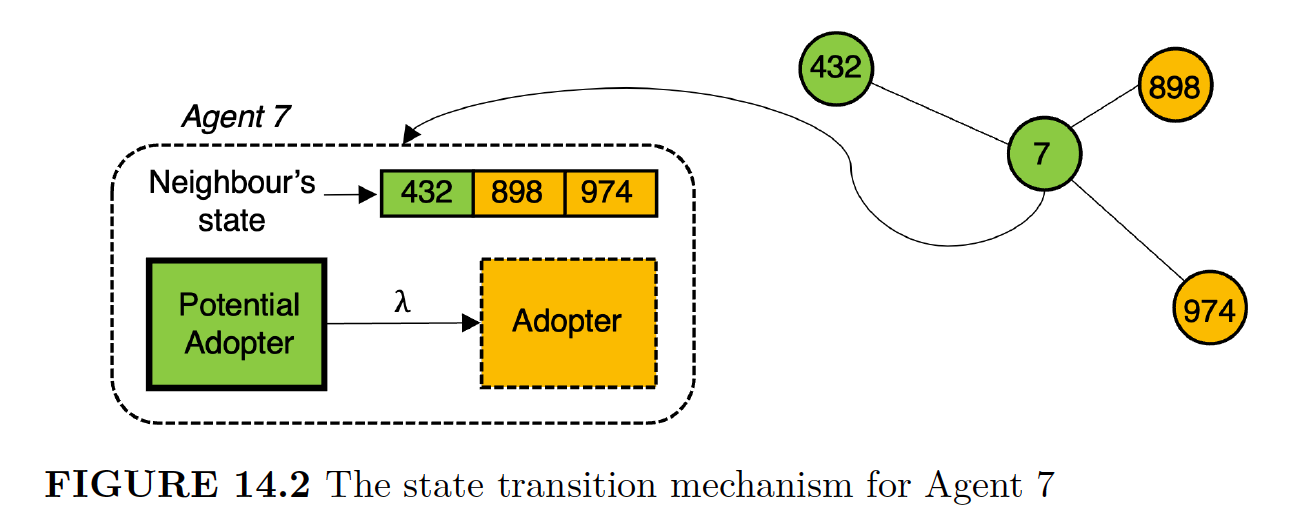 Agent 7
Neighbour's
state
432 898 974
Potential
Adopter
λ
Adopter
432
898
7
974
FIGURE 14.2 The state transition mechanism for Agent 7